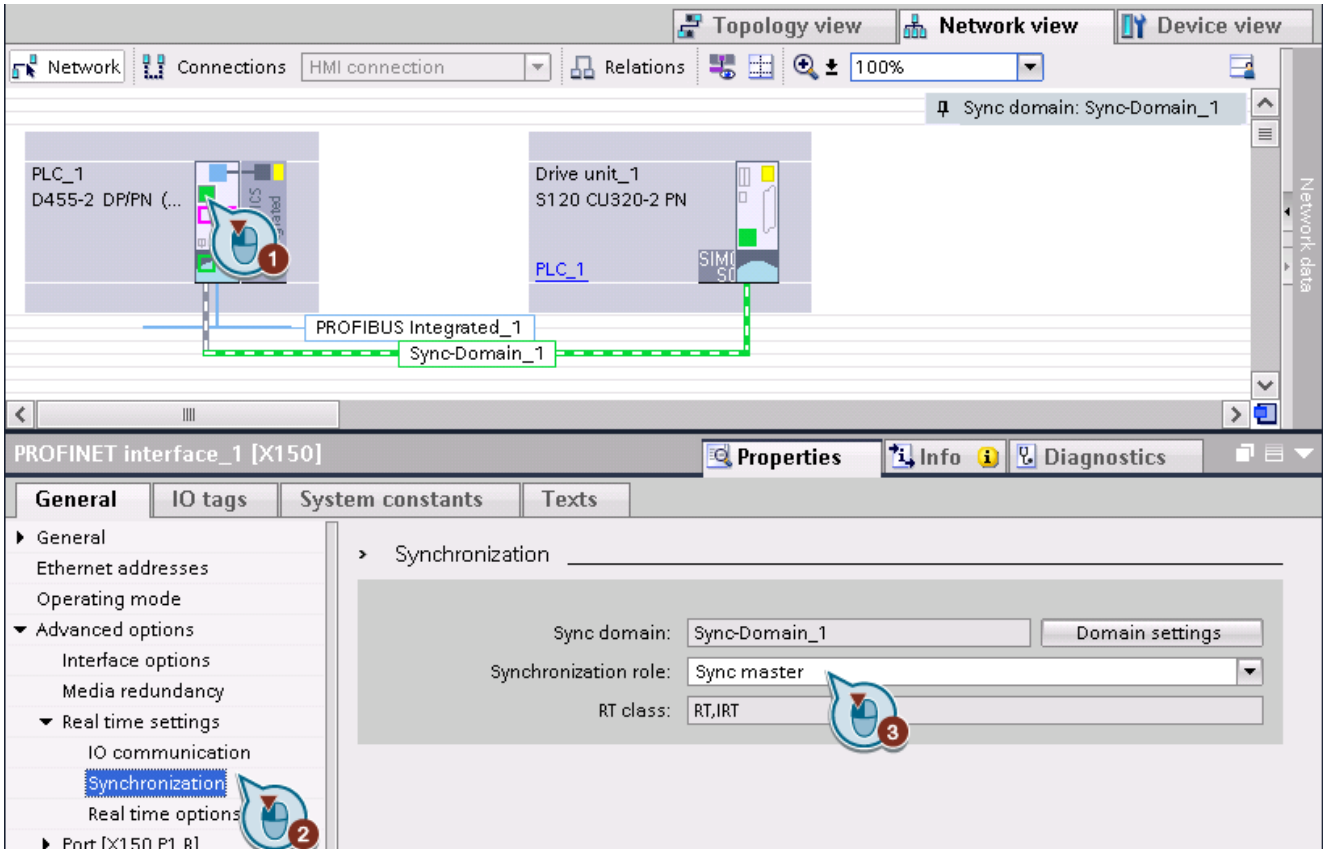 Topology view Network view Device view
Network Connections HMI connection Relations 100%
Sync domain: Sync-Domain_1
PLC_1
D455-2 DP/PN (...
Drive unit_1
S120 CU320-2 PN
PLC_1
1
PROFIBUS Integrated_1
Sync-Domain_1
Network data
PROFINET interface_1 [X150]
Properties Info Diagnostics
General IO tags System constants Texts
General
Ethernet addresses
Operating mode
Advanced options
Interface options
Media redundancy
Real time settings
IO communication
Synchronization
Real time options
2
Port [X150 P1 R]
Synchronization
Sync domain: Sync-Domain_1 Domain settings
Synchronization role: Sync master
RT class: RT,IRT
3